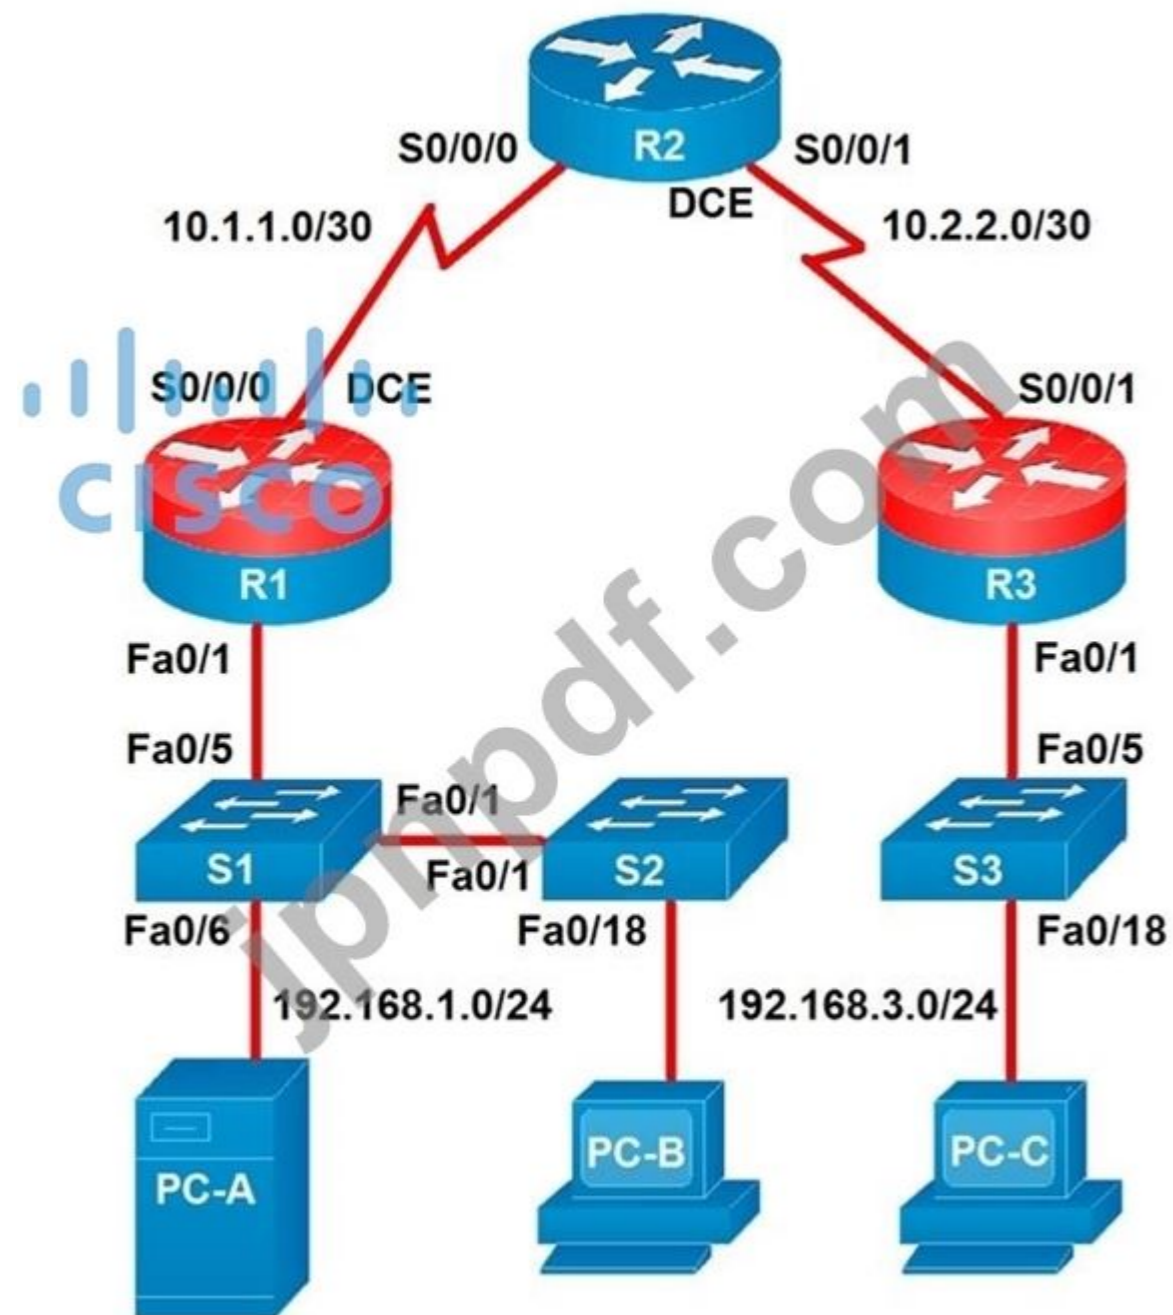 R2
S0/0/0
S0/0/1
DCE
10.1.1.0/30
10.2.2.0/30
S0/0/0
DCE
S0/0/1
CISCO
R1
R3
Fa0/1
Fa0/1
Fa0/5
Fa0/5
Fa0/1
S1
Fa0/1
S2
S3
Fa0/6
Fa0/18
Fa0/18
192.168.1.0/24
192.168.3.0/24
PC-A
PC-B
PC-C
jpnpdf.com